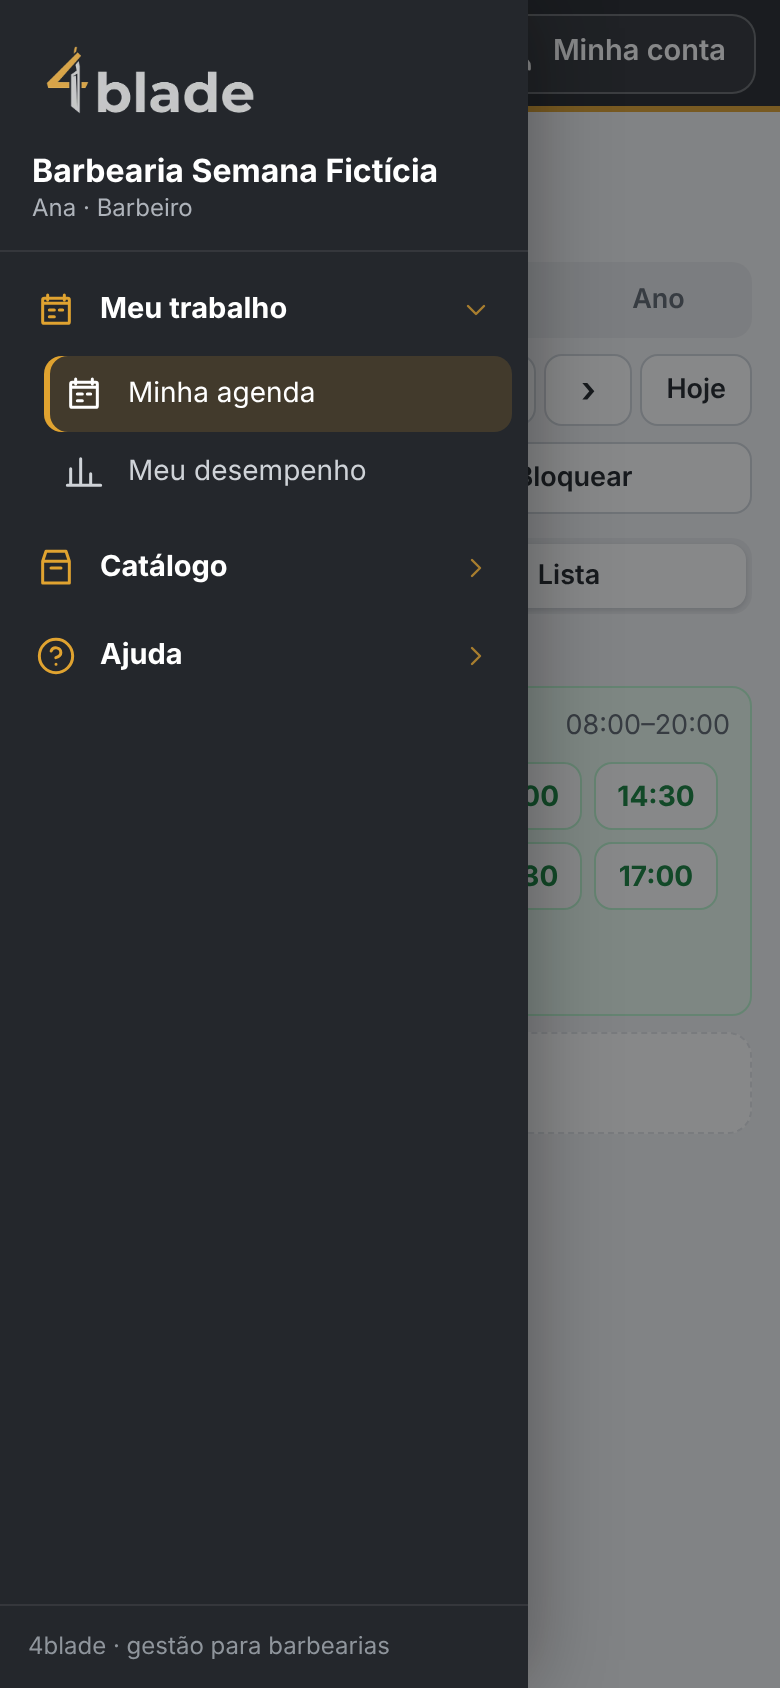 4blade
Minha conta
Barbearia Semana Fictícia
Ana · Barbeiro
Meu trabalho
Ano
Minha agenda
› Hoje
Meu desempenho
Bloquear
Catálogo
Lista
Ajuda
08:00–20:00
14:30
17:00
4blade · gestão para barbearias